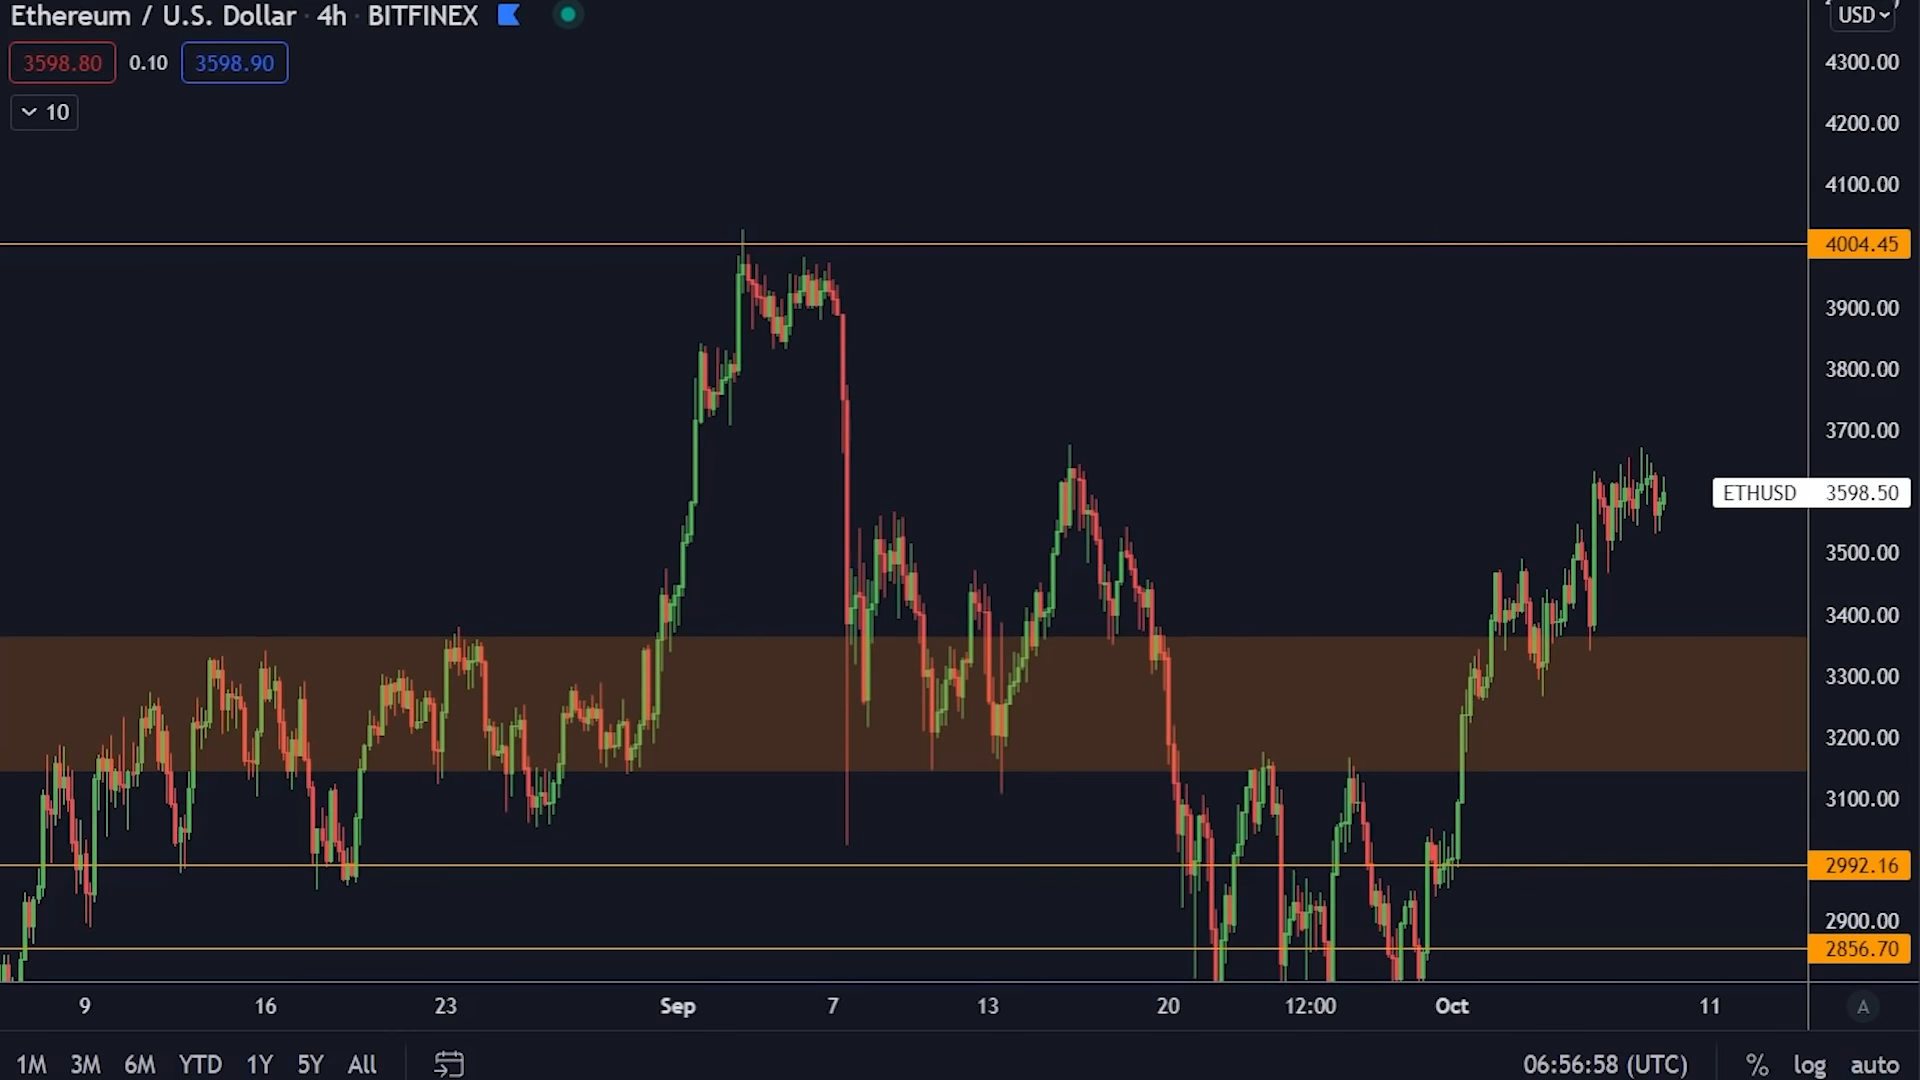 Ethereum / U.S. Dollar · 4h · BITFINEX
USD
3598.80 0.10 3598.90
10
4300.00
4200.00
4100.00
4004.45
3900.00
3800.00
3700.00
ETHUSD 3598.50
3500.00
3400.00
3300.00
3200.00
3100.00
2992.16
2900.00
2856.70
9 16 23 Sep 7 13 20 12:00 Oct 11 A
1M 3M 6M YTD 1Y 5Y All 06:56:58 (UTC) % log auto